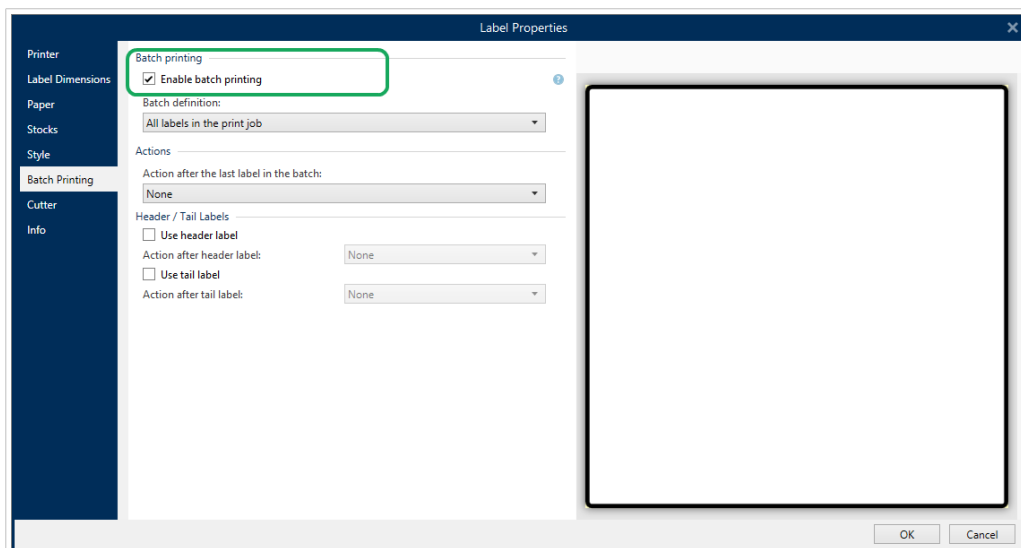 Label Properties
Printer
Label Dimensions
Paper
Stocks
Style
Batch Printing
Cutter
Info
Batch printing
Enable batch printing
Batch definition:
All labels in the print job
Actions
Action after the last label in the batch:
None
Header / Tail Labels
Use header label
Action after header label: None
Use tail label
Action after tail label: None
OK Cancel